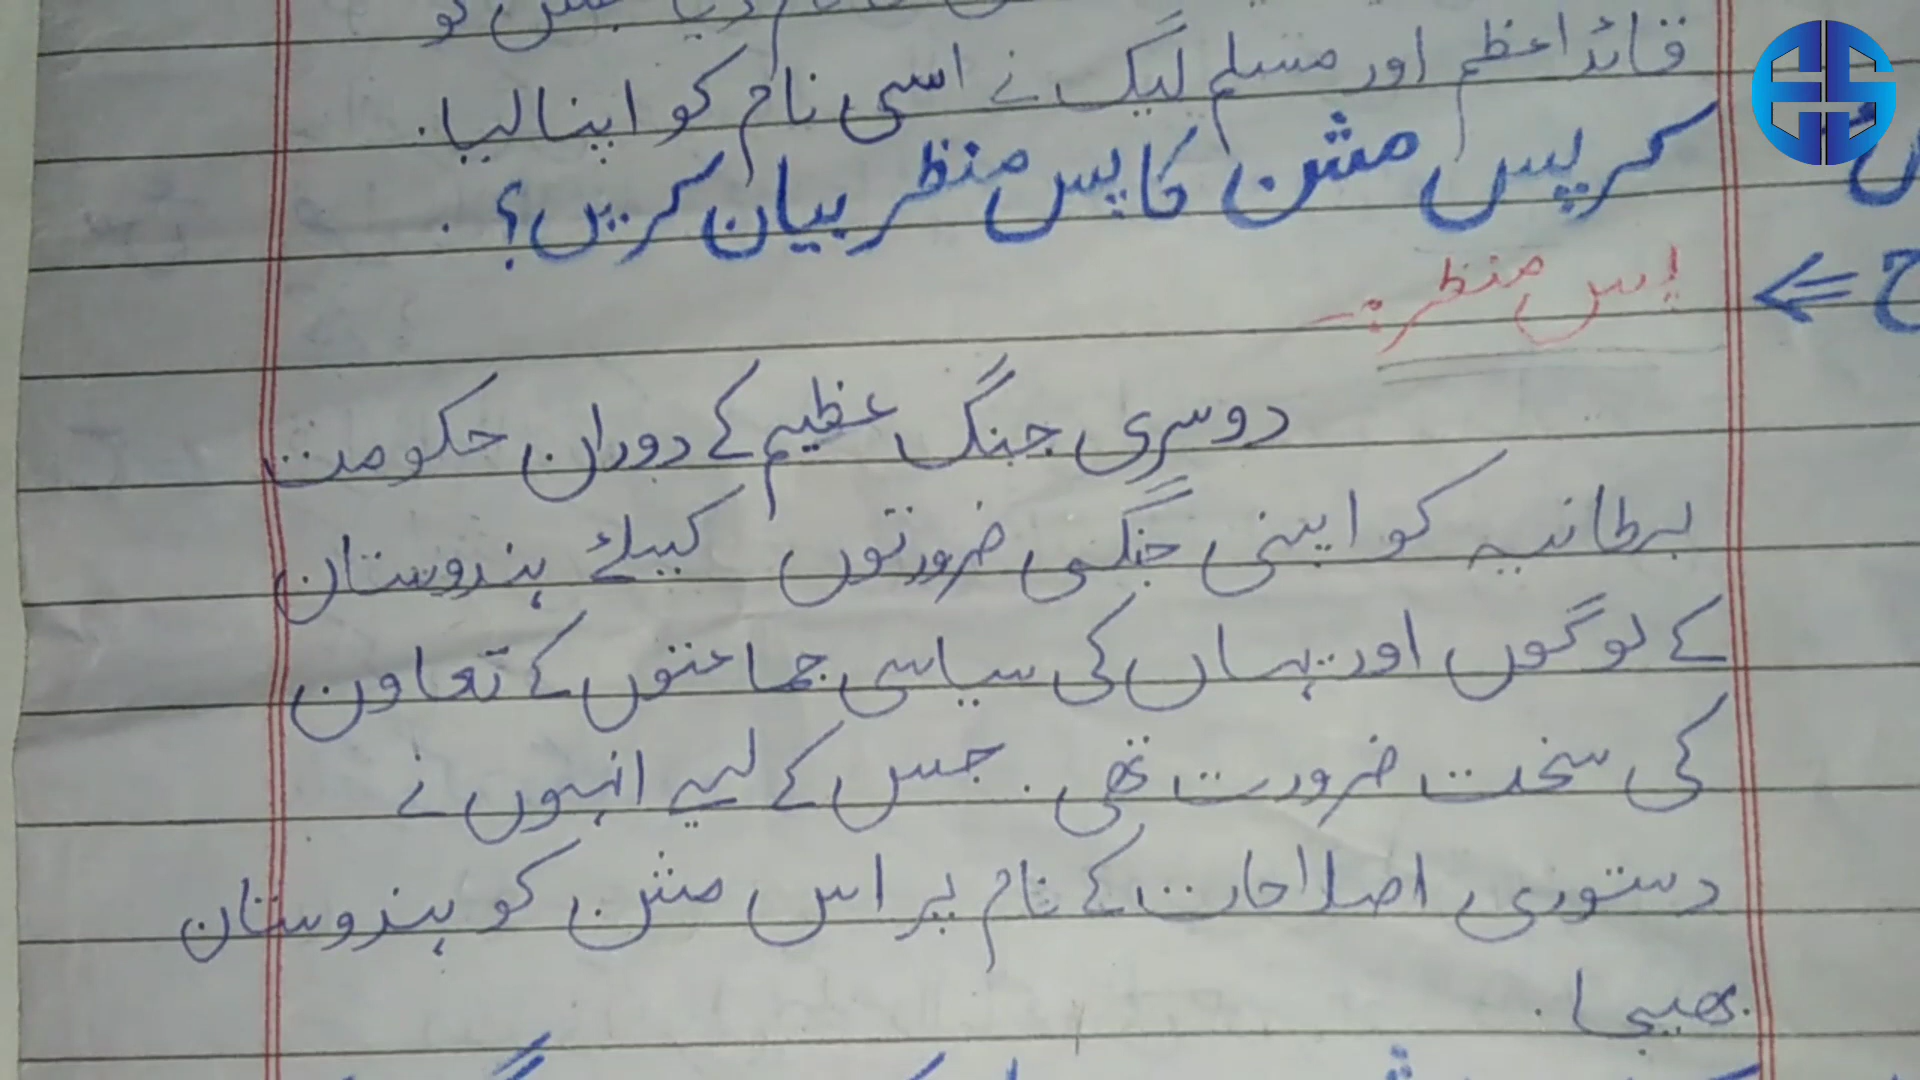 قائداعظم اور مسلم لیگ نے اسی نام کو اپنا لیا۔
کرپس مشن کا پس منظر بیان کریں؟
ج
پس منظر:۔
دوسری جنگ عظیم کے دوران حکومت
برطانیہ کو اپنی جنگی ضرورتوں کیلئے ہندوستان
کے لوگوں اور یہاں کی سیاسی جماعتوں کے تعاون
کی سخت ضرورت تھی۔ جس کے لیے انہوں نے
دستوری اصلاحات کے نام پر اس مشن کو ہندوستان
بھیجا۔